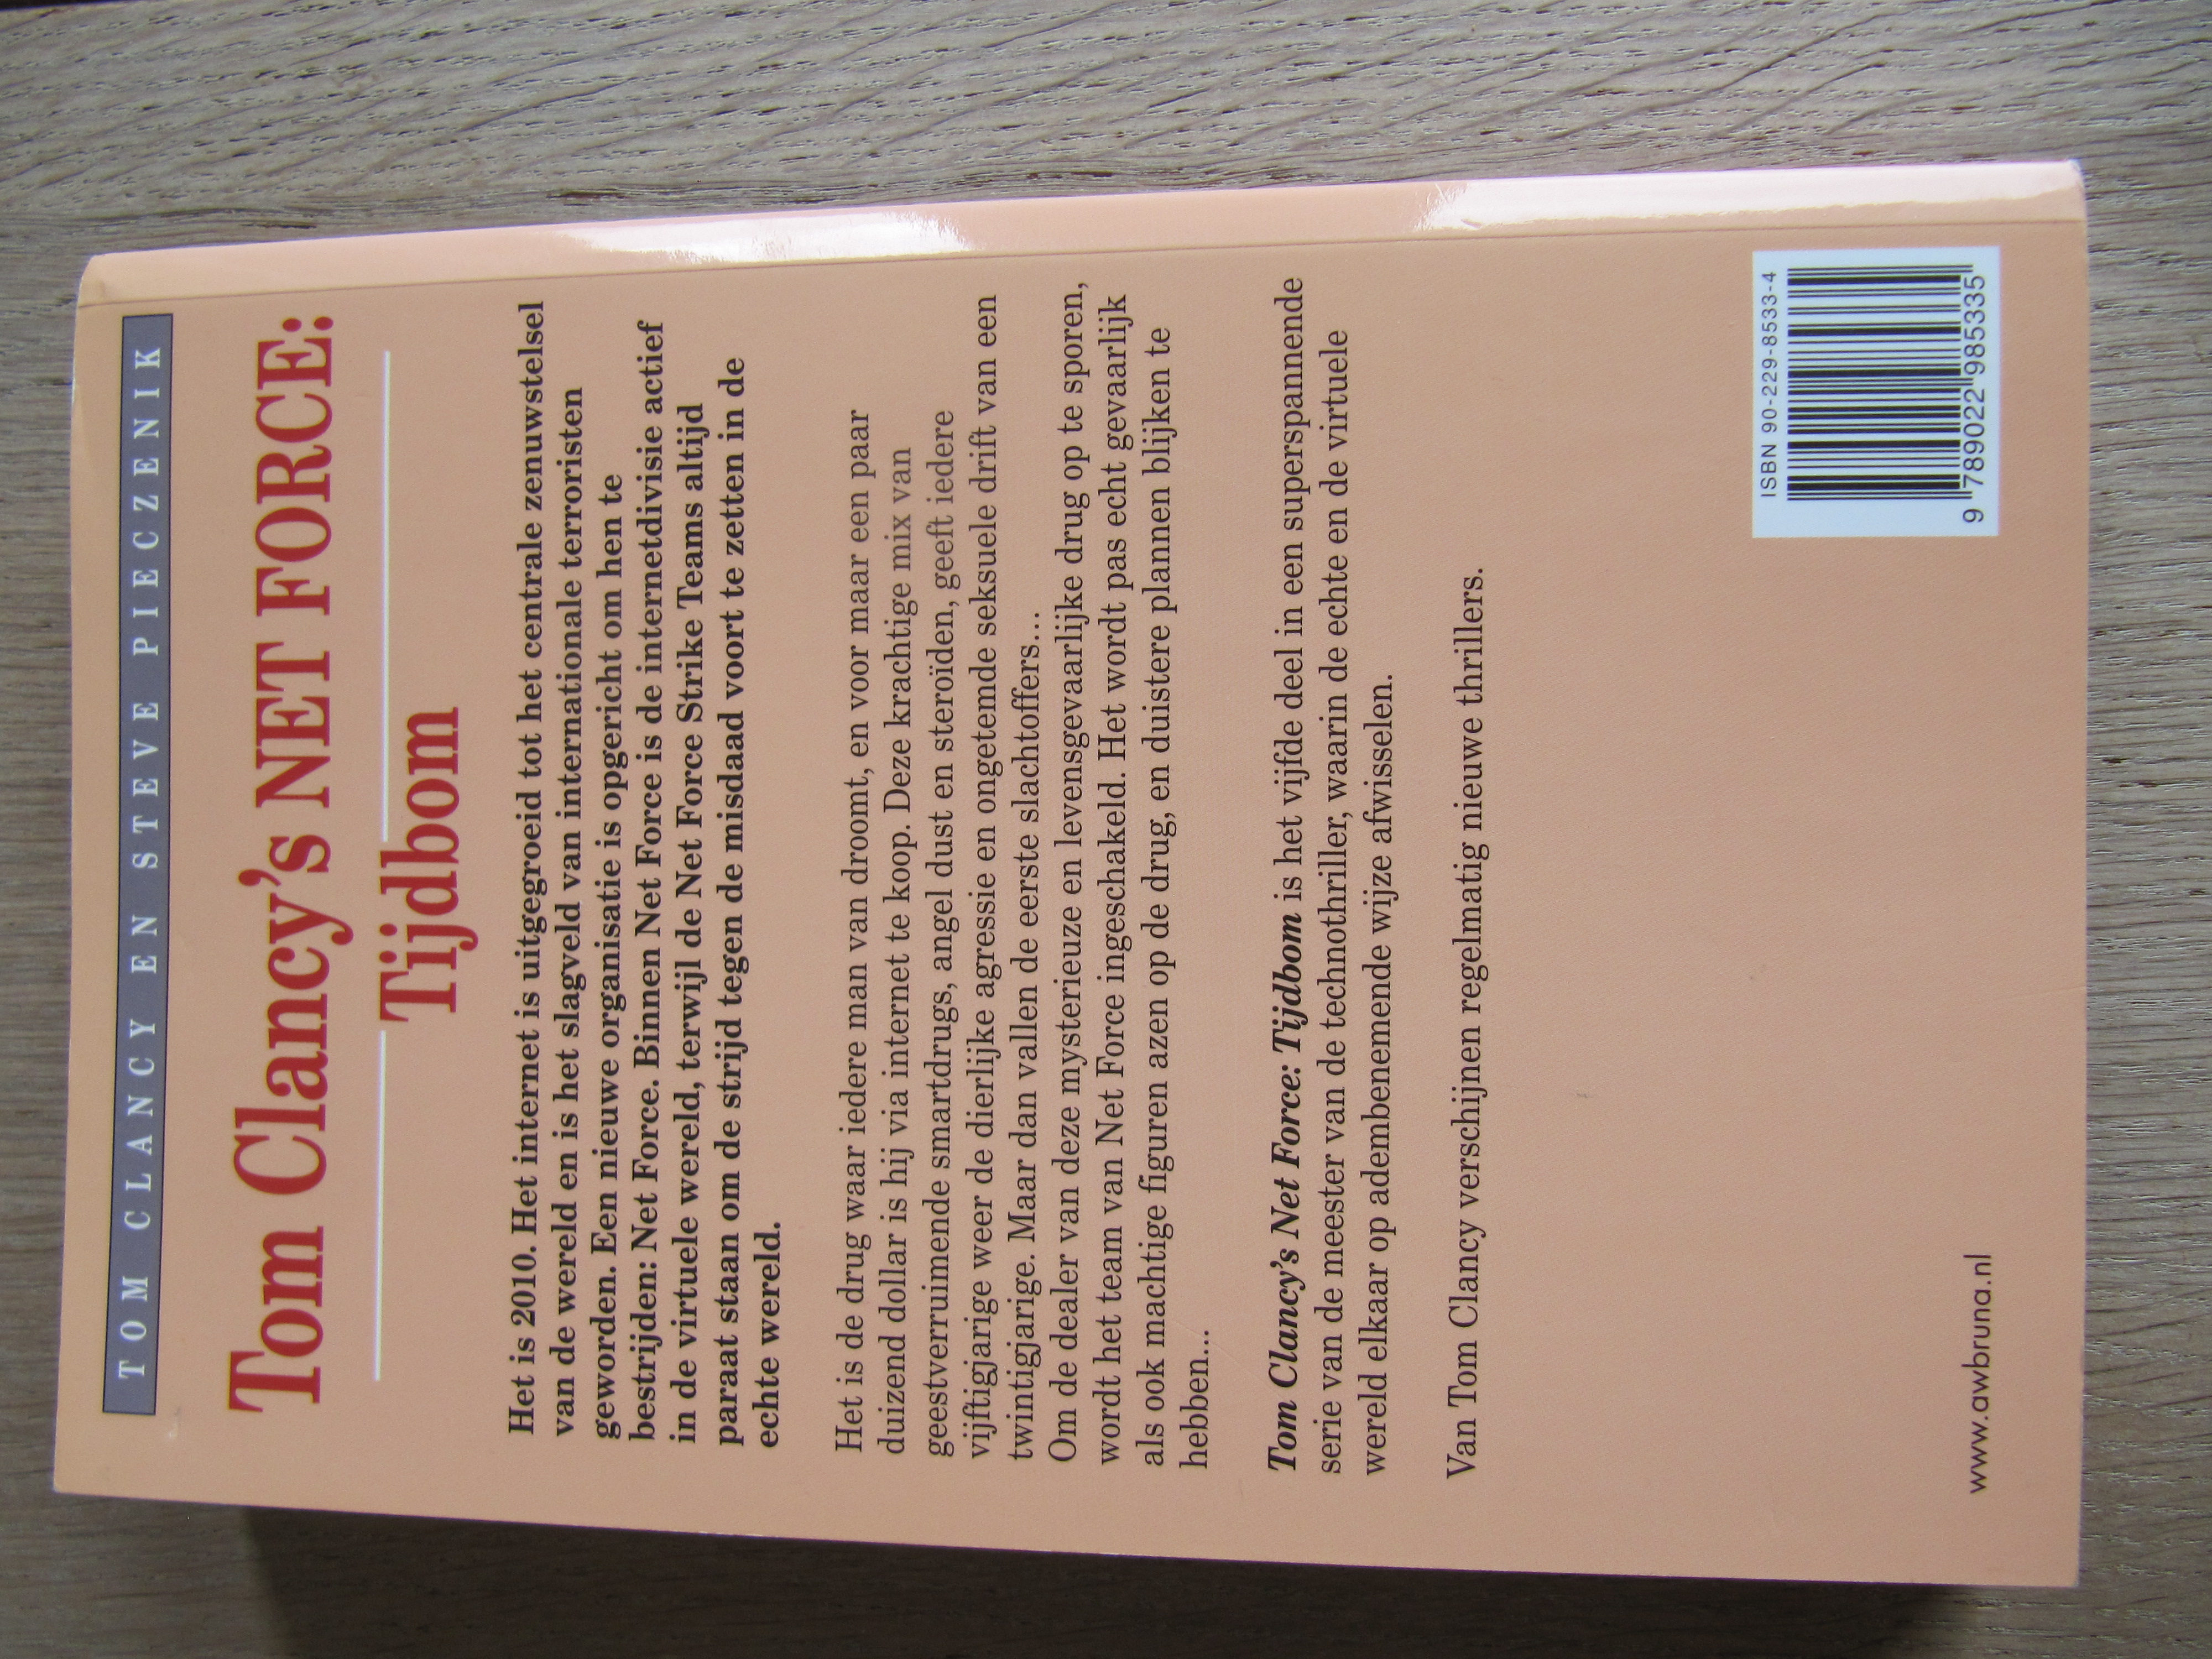 TOM CLANCY EN STEVE PIECZENIK
Tom Clancy's NET FORCE:
Tijdbom
Het is 2010. Het internet is uitgegroeid tot het centrale zenuwstelsel
van de wereld en is het slagveld van internationale terroristen
geworden. Een nieuwe organisatie is opgericht om hen te
bestrijden: Net Force. Binnen Net Force is de internetdivisie actief
in de virtuele wereld, terwijl de Net Force Strike Teams altijd
paraat staan om de strijd tegen de misdaad voort te zetten in de
echte wereld.
Het is de drug waar iedere man van droomt, en voor maar een paar
duizend dollar is hij via internet te koop. Deze krachtige mix van
geestverruimende smartdrugs, angel dust en steroïden, geeft iedere
vijftigjarige weer de dierlijke agressie en ongetemde seksuele drift van een
twintigjarige. Maar dan vallen de eerste slachtoffers...
Om de dealer van deze mysterieuze en levensgevaarlijke drug op te sporen,
wordt het team van Net Force ingeschakeld. Het wordt pas echt gevaarlijk
als ook machtige figuren azen op de drug, en duistere plannen blijken te
hebben...
Tom Clancy's Net Force: Tijdbom is het vijfde deel in een superspannende
serie van de meester van de technothriller, waarin de echte en de virtuele
wereld elkaar op adembenemende wijze afwisselen.
Van Tom Clancy verschijnen regelmatig nieuwe thrillers.
www.awbruna.nl
ISBN 90-229-8533-4
9 789022 985335